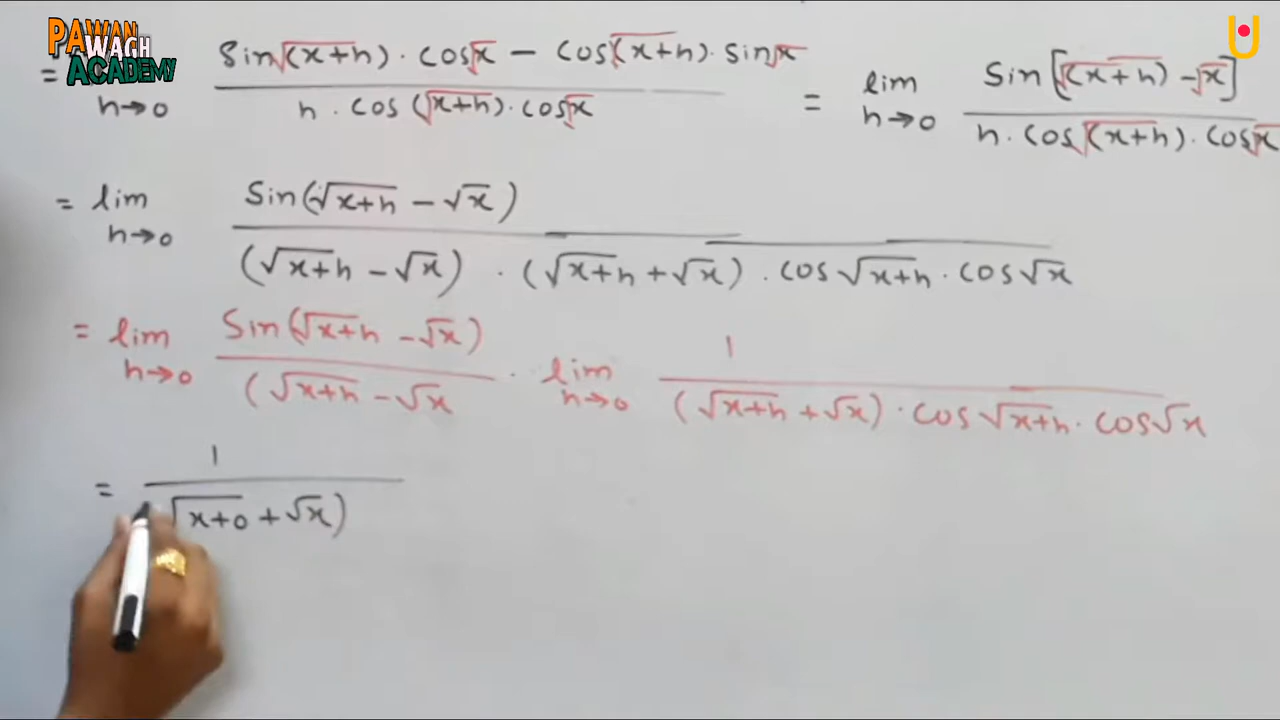 PAWAN
WAGH
ACADEMY
= h→0 sin√(x+h) · cos√x − cos√(x+h) · sin√x / h · cos(√x+h) · cos√x
= lim h→0 sin[√(x+h) − √x] / h · cos√(x+h) · cos√x
= lim h→0 sin(√x+h − √x) / (√x+h − √x) · (√x+h + √x) · cos√x+h · cos√x
= lim h→0 sin(√x+h − √x) / (√x+h − √x · lim h→0 1 / (√x+h + √x) · cos√x+h · cos√x
= 1 / √x+0 + √x)